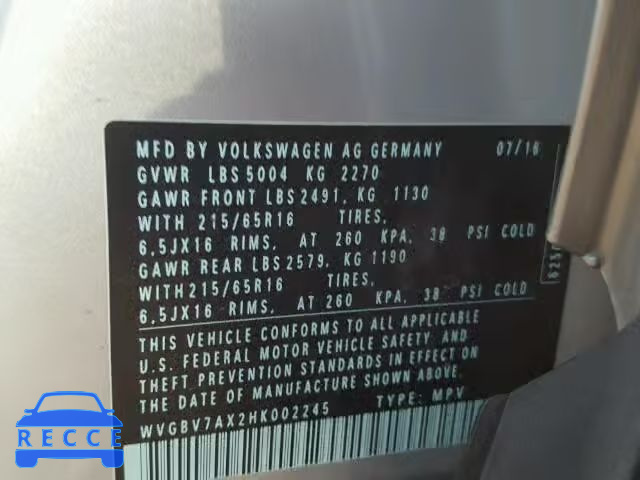 MFD BY VOLKSWAGEN AG GERMANY 07/16
GVWR LBS 5004 KG 2270
GAWR FRONT LBS 2491, KG 1130
WITH 215/65R16 TIRES,
6,5JX16 RIMS, AT 260 KPA, 38 PSI COLD
GAWR REAR LBS 2579, KG 1190
WITH 215/65R16 TIRES,
6,5JX16 RIMS, AT 260 KPA, 38 PSI COLD
THIS VEHICLE CONFORMS TO ALL APPLICABLE
U.S. FEDERAL MOTOR VEHICLE SAFETY AND
THEFT PREVENTION STANDARDS IN EFFECT ON
THE DATE OF MANUFACTURE SHOWN ABOVE.
WVGBV7AX2HK002245 TYPE: MPV
RECCE